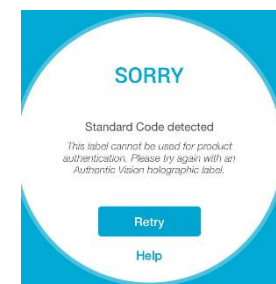 SORRY
Standard Code detected
This label cannot be used for product
authentication. Please try again with an
Authentic Vision holographic label.
Retry
Help